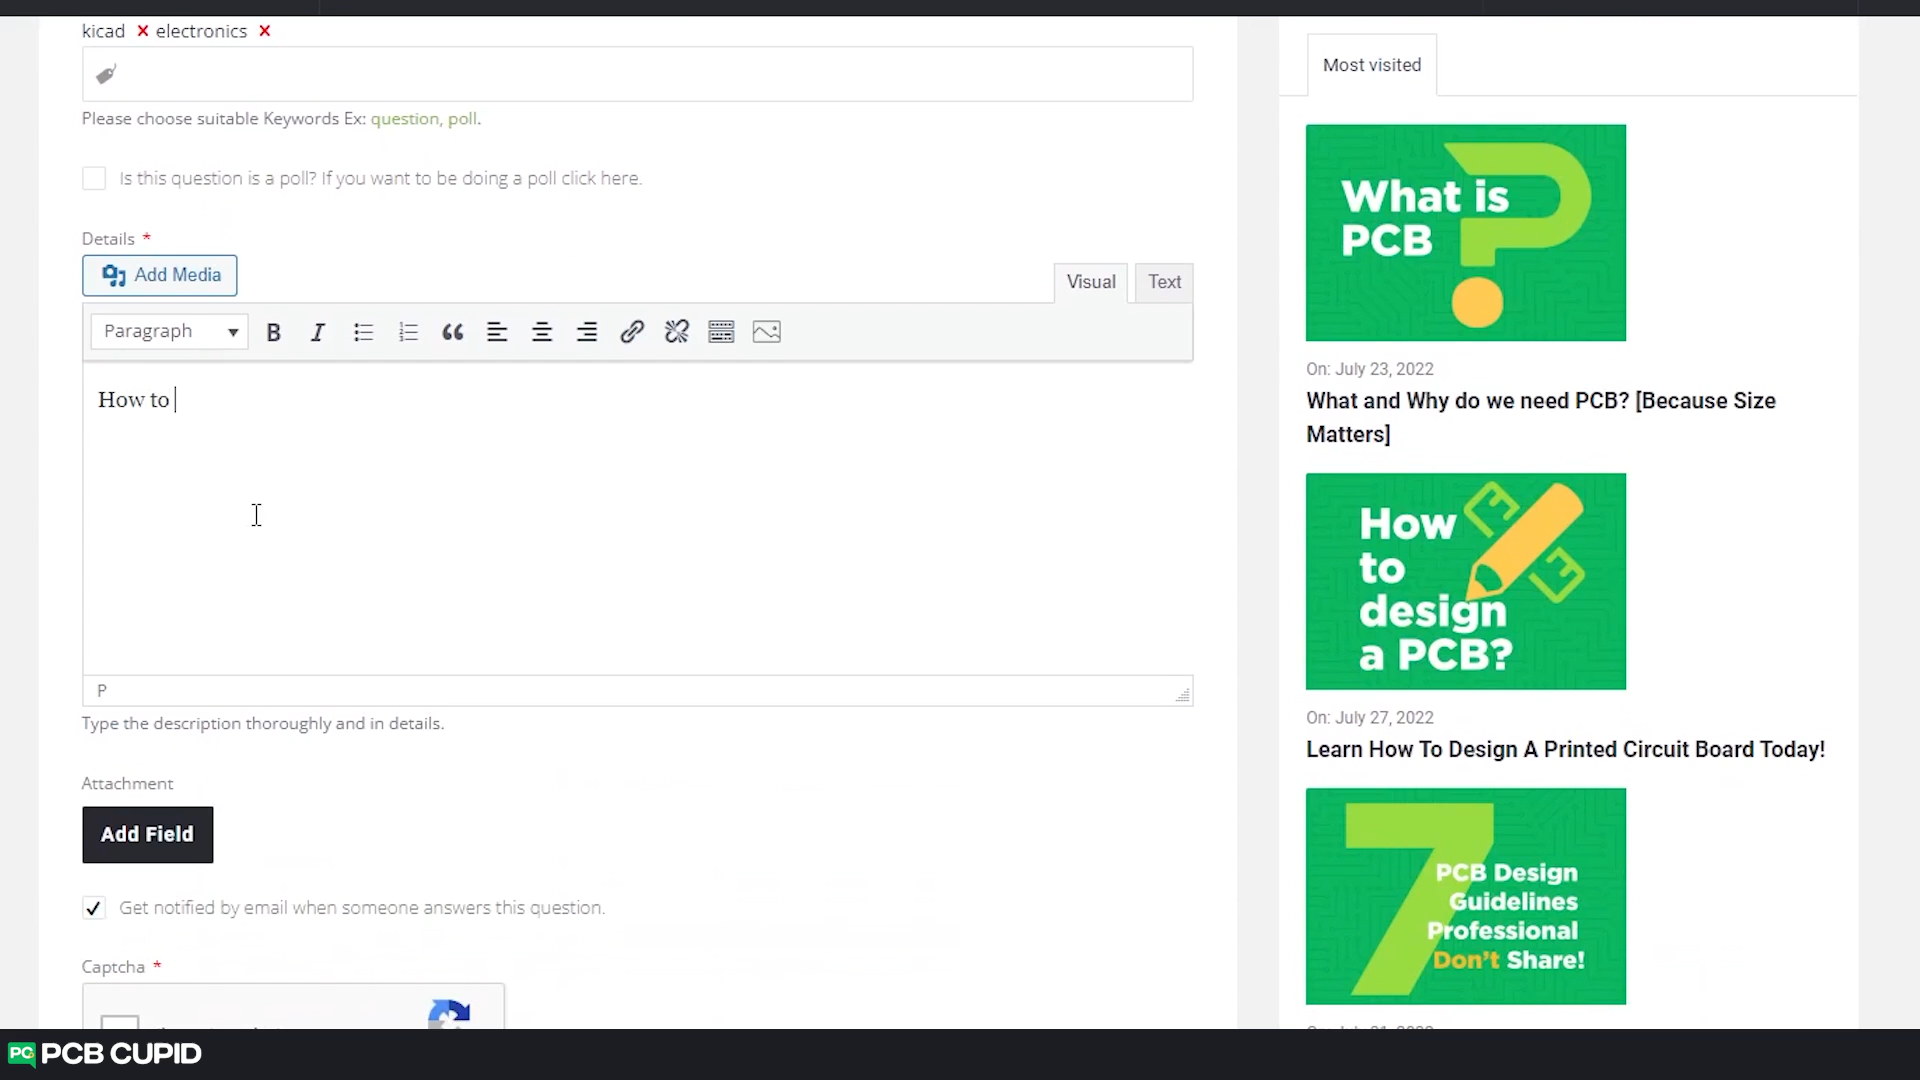 kicad x electronics x
Please choose suitable Keywords Ex: question, poll.
Is this question is a poll? If you want to be doing a poll click here.
Details *
Add Media
Visual Text
Paragraph B I
How to
P
Type the description thoroughly and in details.
Attachment
Add Field
Get notified by email when someone answers this question.
Captcha *
Most visited
What is
PCB
On: July 23, 2022
What and Why do we need PCB? [Because Size
Matters]
How
to
design
a PCB?
On: July 27, 2022
Learn How To Design A Printed Circuit Board Today!
7
PCB Design
Guidelines
Professional
Don't Share!
PC PCB CUPID